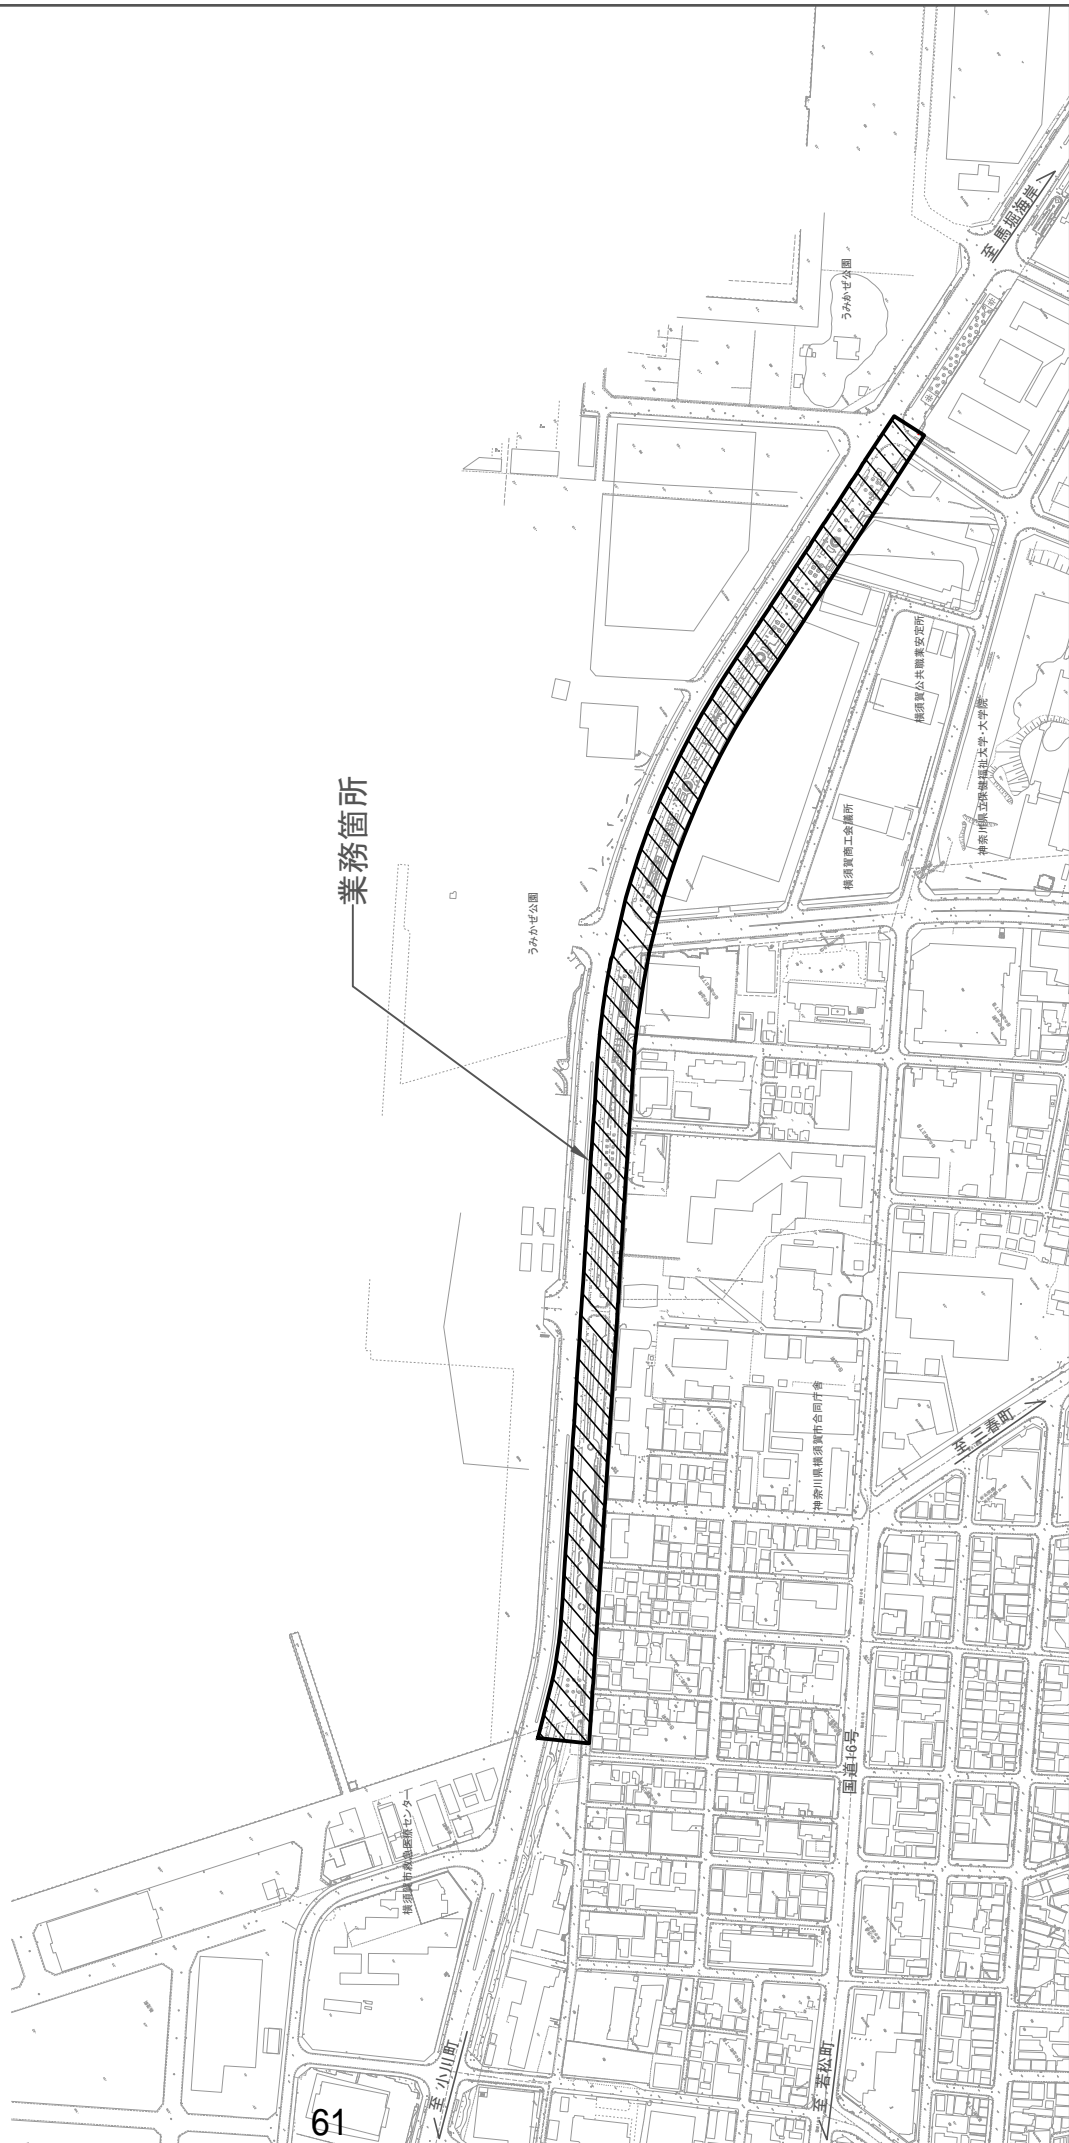 至 馬堀海岸
うみかぜ公園
横須賀公共職業安定所
神奈川県立保健福祉大学・大学院
業務箇所
横須賀商工会議所
うみかぜ公園
神奈川県横須賀市合同庁舎
至 三春町
国道16号
横須賀市救急医療センター
至 小川町
至 若松町
61